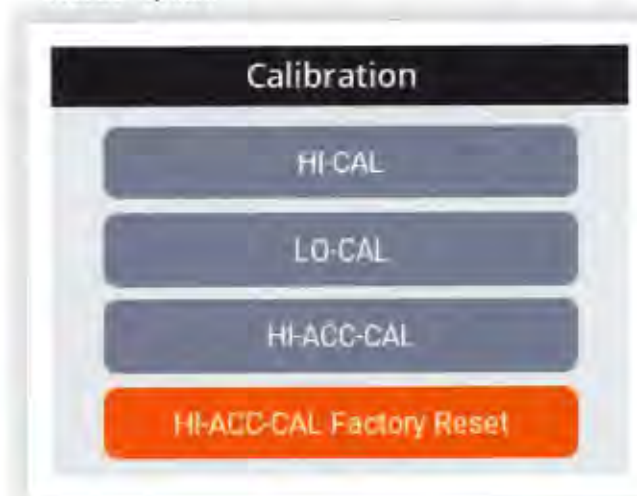 Calibration
HI-CAL
LO-CAL
HI-ACC-CAL
HI-ACC-CAL Factory Reset